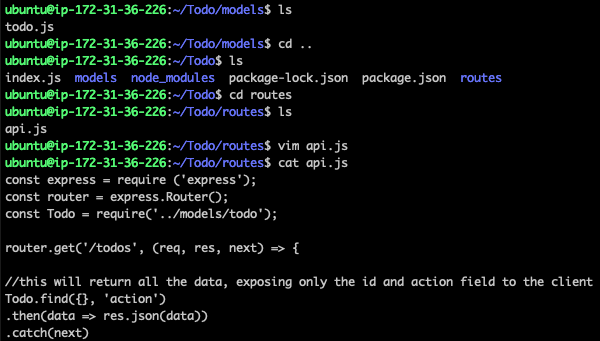 ubuntu@ip-172-31-36-226:~/Todo/models$ ls
todo.js
ubuntu@ip-172-31-36-226:~/Todo/models$ cd ..
ubuntu@ip-172-31-36-226:~/Todo$ ls
index.js  models  node_modules  package-lock.json  package.json  routes
ubuntu@ip-172-31-36-226:~/Todo$ cd routes
ubuntu@ip-172-31-36-226:~/Todo/routes$ ls
api.js
ubuntu@ip-172-31-36-226:~/Todo/routes$ vim api.js
ubuntu@ip-172-31-36-226:~/Todo/routes$ cat api.js
const express = require ('express');
const router = express.Router();
const Todo = require('../models/todo');
router.get('/todos', (req, res, next) => {
//this will return all the data, exposing only the id and action field to the client
Todo.find({}, 'action')
.then(data => res.json(data))
.catch(next)